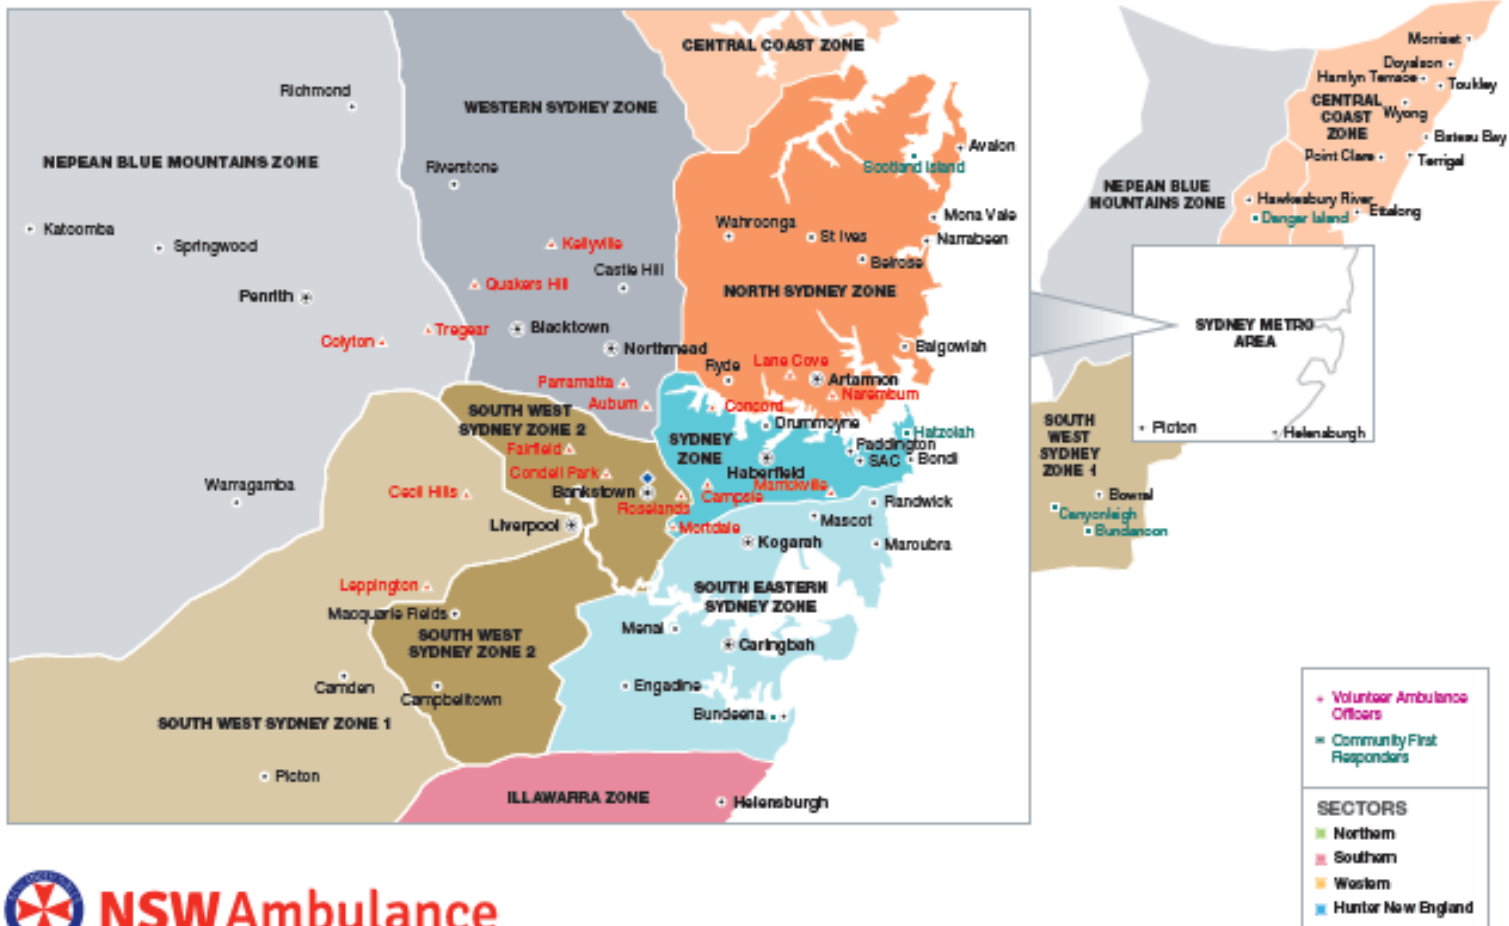 CENTRAL COAST ZONE
Richmond
WESTERN SYDNEY ZONE
NEPEAN BLUE MOUNTAINS ZONE
Riverstone
Avalon
Scotland Island
Katoomba
Springwood
Kellyville
Castle Hill
Quakers Hill
Penrith
Wahroonga
St Ives
Mona Vale
Narrabeen
Belrose
NORTH SYDNEY ZONE
Colyton
Tregear
Blacktown
Northmead
Balgowlah
Ryde
Lane Cove
Artarmon
Naremburn
Parramatta
Auburn
Concord
Drummoyne
Hatzolah
SOUTH WEST
SYDNEY ZONE 2
Fairfield
Condell Park
SYDNEY
ZONE
Haberfield
Paddington
SAC
Bondi
Warragamba
Cecil Hills
Bankstown
Roselands
Campsie
Marrickville
Randwick
Liverpool
Mortdale
Mascot
Kogarah
Maroubra
Leppington
Macquarie Fields
SOUTH EASTERN
SYDNEY ZONE
SOUTH WEST
SYDNEY ZONE 2
Menai
Caringbah
Camden
Campbelltown
Engadine
Bundeena
SOUTH WEST SYDNEY ZONE 1
Picton
ILLAWARRA ZONE
Helensburgh
Morriset
Doyalson
Hamlyn Terrace
Toukley
CENTRAL
COAST
ZONE
Wyong
Bateau Bay
Point Clare
Terrigal
NEPEAN BLUE
MOUNTAINS ZONE
Hawkesbury River
Dangar Island
Ettalong
SYDNEY METRO
AREA
SOUTH
WEST
SYDNEY
ZONE 1
Picton
Helensburgh
Bowral
Canyonleigh
Bundanoon
Volunteer Ambulance
Officers
Community First
Responders
SECTORS
Northern
Southern
Western
Hunter New England
NSW Ambulance